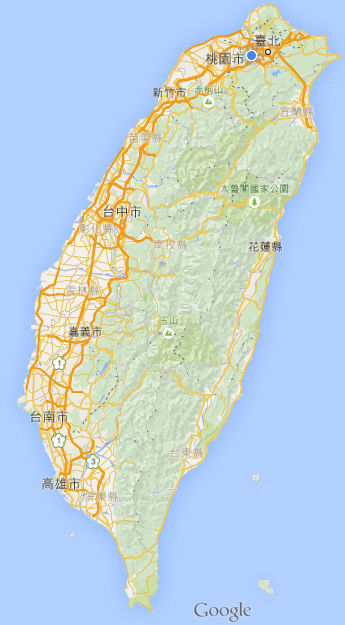 臺北
桃園市
新竹市
赤柯山
宜蘭縣
苗栗縣
太魯閣國家公園
台中市
彰化縣
南投縣
花蓮縣
雲林縣
玉山
嘉義市
1
台南市
1
3
台東縣
高雄市
屏東縣
Google